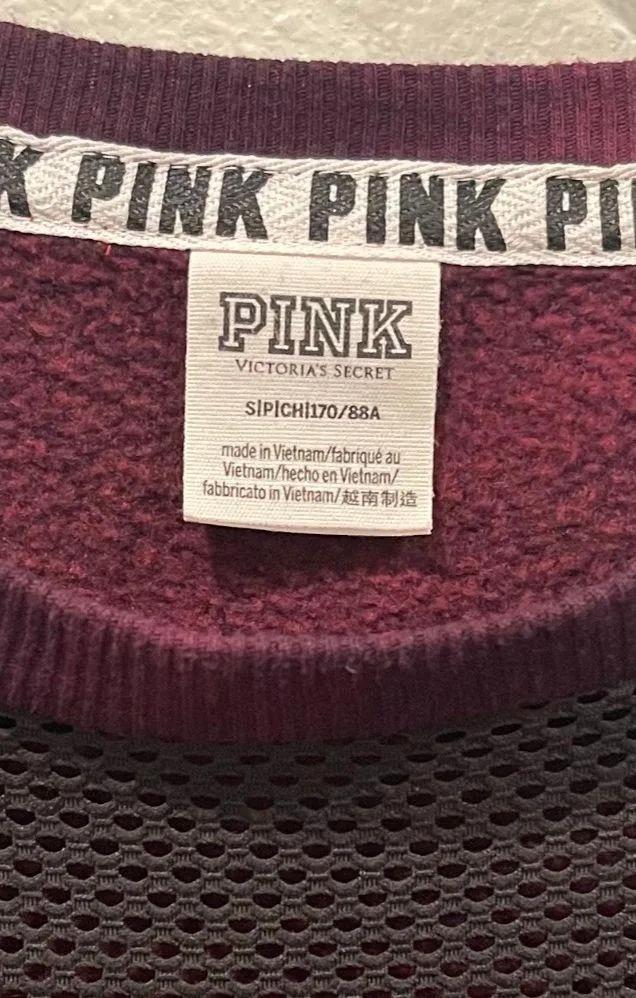 K PINK PINK PI
PINK
VICTORIA'S SECRET
S|P|CH|170/88A
made in Vietnam/fabriqué au
Vietnam/hecho en Vietnam/
fabbricato in Vietnam/越南制造